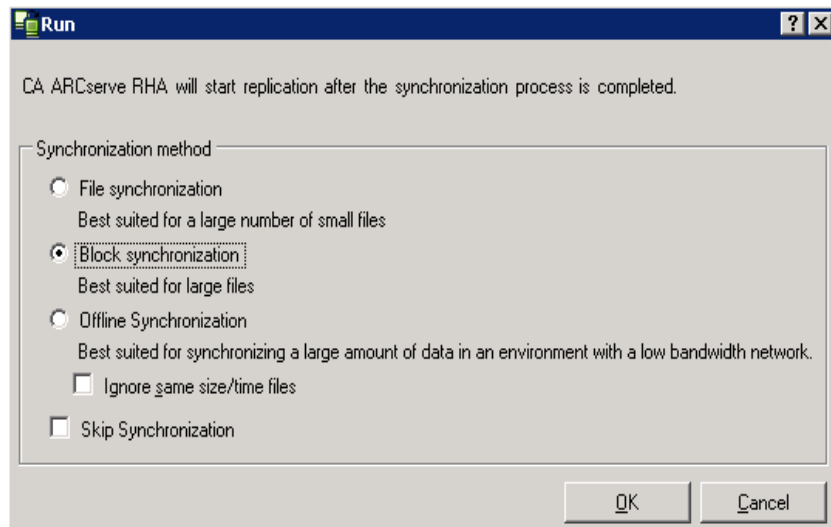 Run
CA ARCserve RHA will start replication after the synchronization process is completed.
Synchronization method
File synchronization
Best suited for a large number of small files
Block synchronization
Best suited for large files
Offline Synchronization
Best suited for synchronizing a large amount of data in an environment with a low bandwidth network.
Ignore same size/time files
Skip Synchronization
OK Cancel